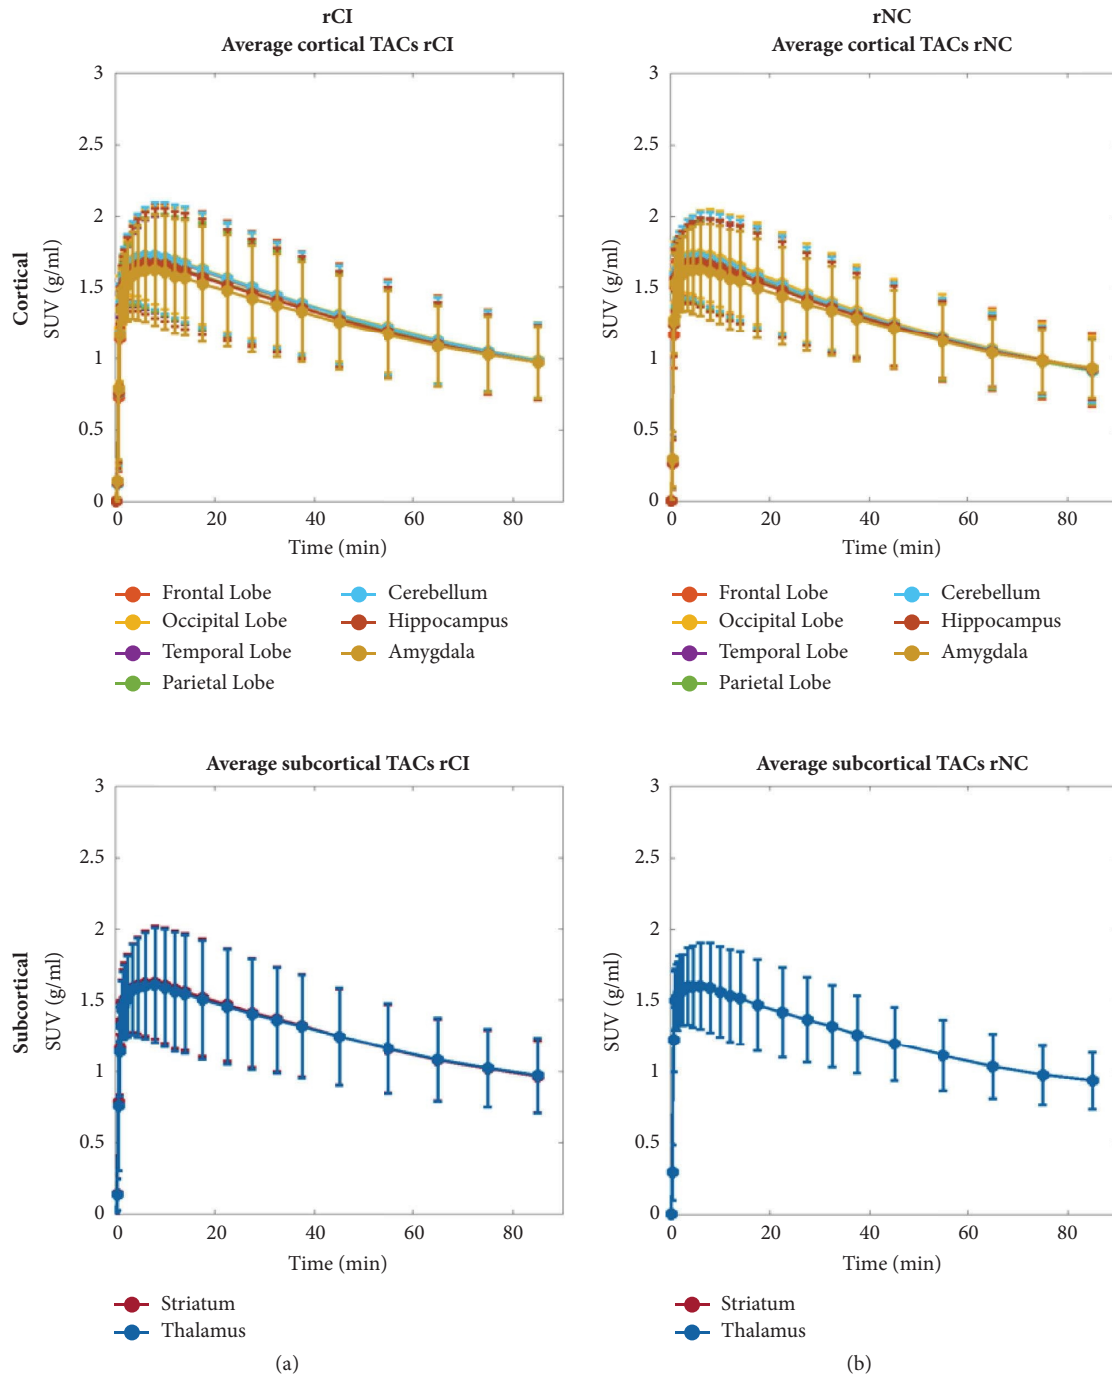 rCI
Average cortical TACs rCI
rNC
Average cortical TACs rNC
Cortical
SUV (g/ml)
3
2.5
2
1.5
1
0.5
0
0 20 40 60 80
Time (min)
SUV (g/ml)
3
2.5
2
1.5
1
0.5
0
0 20 40 60 80
Time (min)
Frontal Lobe
Occipital Lobe
Temporal Lobe
Parietal Lobe
Cerebellum
Hippocampus
Amygdala
Frontal Lobe
Occipital Lobe
Temporal Lobe
Parietal Lobe
Cerebellum
Hippocampus
Amygdala
Average subcortical TACs rCI
Average subcortical TACs rNC
Subcortical
SUV (g/ml)
3
2.5
2
1.5
1
0.5
0
0 20 40 60 80
Time (min)
SUV (g/ml)
3
2.5
2
1.5
1
0.5
0
0 20 40 60 80
Time (min)
Striatum
Thalamus
(a)
Striatum
Thalamus
(b)